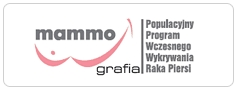 mammo
grafia
Populacyjny
Program
Wczesnego
Wykrywania
Raka Piersi